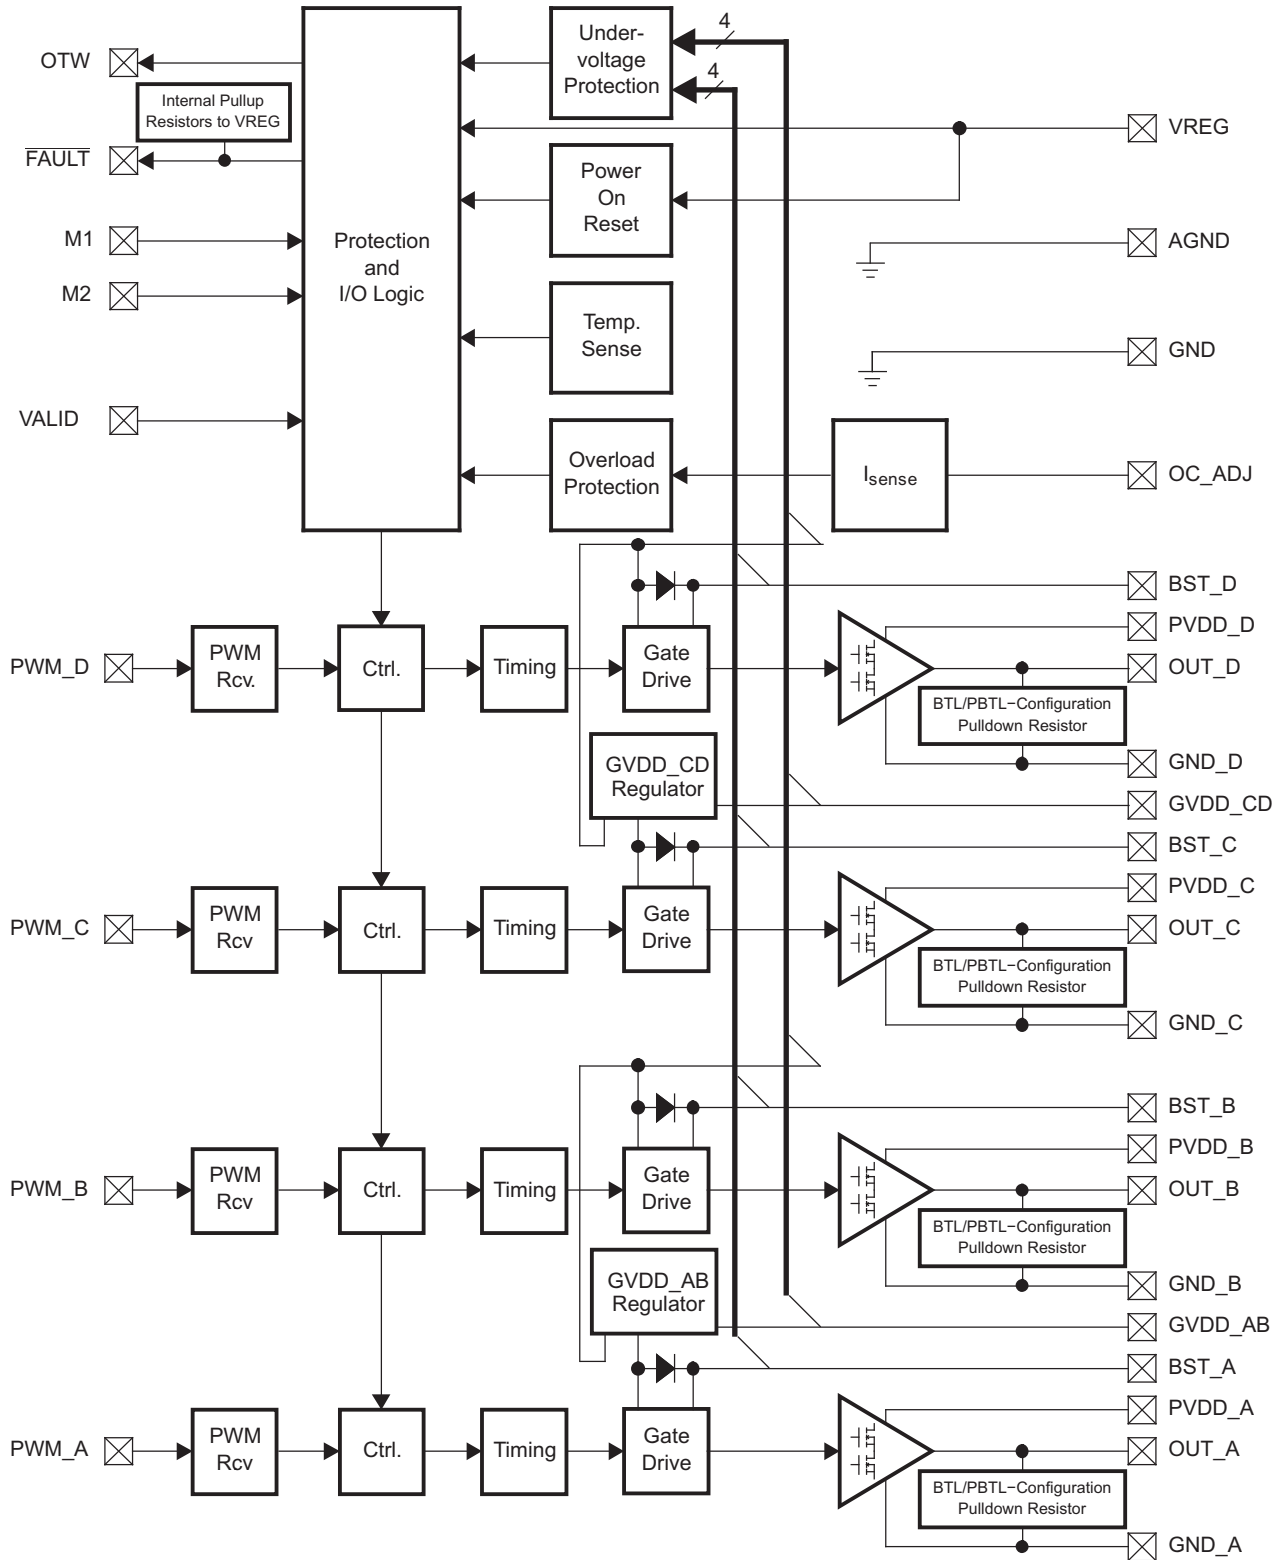 4
Under-
voltage
Protection
4
OTW
Internal Pullup
Resistors to VREG
VREG
FAULT
Power
On
Reset
M1
Protection
and
I/O Logic
AGND
M2
Temp.
Sense
GND
VALID
Overload
Protection
Isense
OC_ADJ
BST_D
PVDD_D
PWM_D
PWM
Rcv.
Ctrl.
Timing
Gate
Drive
OUT_D
BTL/PBTL−Configuration
Pulldown Resistor
GVDD_CD
Regulator
GND_D
GVDD_CD
BST_C
PVDD_C
PWM_C
PWM
Rcv
Ctrl.
Timing
Gate
Drive
OUT_C
BTL/PBTL−Configuration
Pulldown Resistor
GND_C
BST_B
PVDD_B
PWM_B
PWM
Rcv
Ctrl.
Timing
Gate
Drive
OUT_B
BTL/PBTL−Configuration
Pulldown Resistor
GVDD_AB
Regulator
GND_B
GVDD_AB
BST_A
PVDD_A
PWM_A
PWM
Rcv
Ctrl.
Timing
Gate
Drive
OUT_A
BTL/PBTL−Configuration
Pulldown Resistor
GND_A